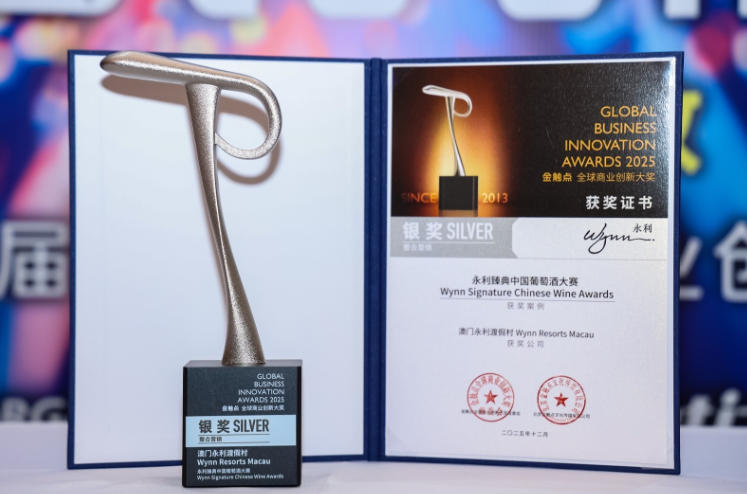 GLOBAL
BUSINESS
INNOVATION
AWARDS 2025
金触点 全球商业创新大奖
SINCE 2013
获奖证书
银奖 SILVER
整合营销
Wynn 永利
永利臻典中国葡萄酒大赛
Wynn Signature Chinese Wine Awards
获奖案例
澳门永利渡假村 Wynn Resorts Macau
获奖公司
二〇二五年十二月
GLOBAL
BUSINESS
INNOVATION
AWARDS 2025
金触点 全球商业创新大奖
银奖 SILVER
整合营销
澳门永利渡假村
Wynn Resorts Macau
永利臻典中国葡萄酒大赛
Wynn Signature Chinese Wine Awards
届